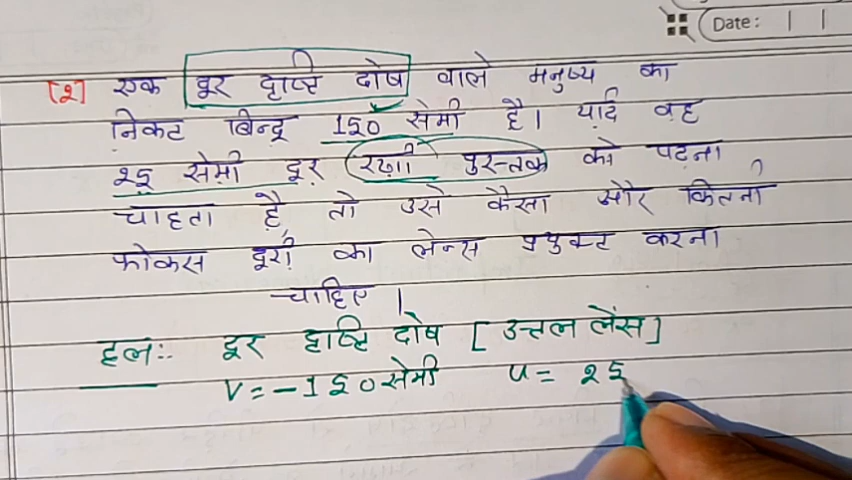 Date: | |
[2] एक दूर दृष्टि दोष वाले मनुष्य का
निकट बिन्दु 150 सेमी है। यदि वह
25 सेमी दूर रखी पुस्तक को पढ़ना
चाहता है, तो उसे कैसा और कितनी
फोकस दूरी का लेन्स प्रयुक्त करना
चाहिए।
हल:- दूर दृष्टि दोष [उत्तल लैंस]
v = -150 सेमी u = 25